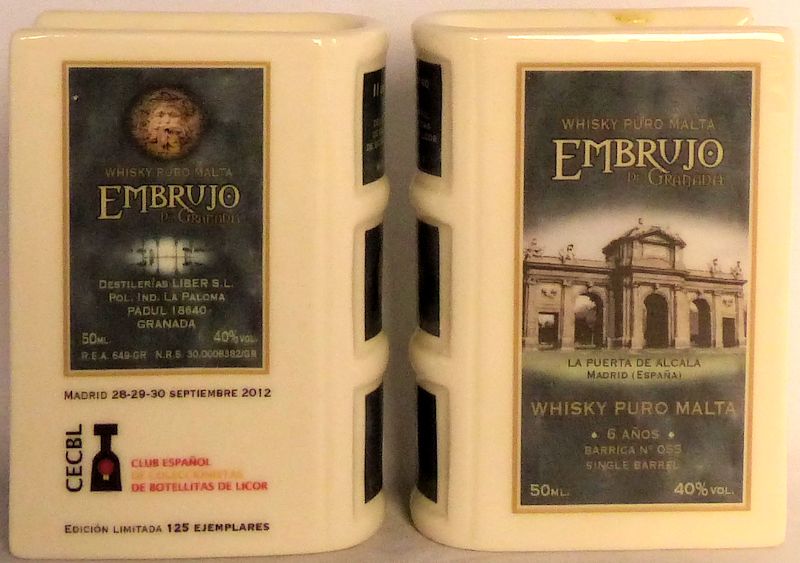 WHISKY PURO MALTA
EMBRUJO
DE GRANADA
DESTILERÍAS LIBER S.L.
POL. IND. LA PALOMA
PADUL 18640
GRANADA
50ML. 40% VOL.
R.E.A. 649-GR N.R.S. 30.0006382/GR
MADRID 28-29-30 SEPTIEMBRE 2012
CECBL
CLUB ESPAÑOL
DE COLECCIONISTAS
DE BOTELLITAS DE LICOR
EDICIÓN LIMITADA 125 EJEMPLARES
WHISKY PURO MALTA
EMBRUJO
DE GRANADA
LA PUERTA DE ALCALA
MADRID (ESPAÑA)
WHISKY PURO MALTA
6 AÑOS
BARRICA Nº 055
SINGLE BARREL
50ML. 40% VOL.